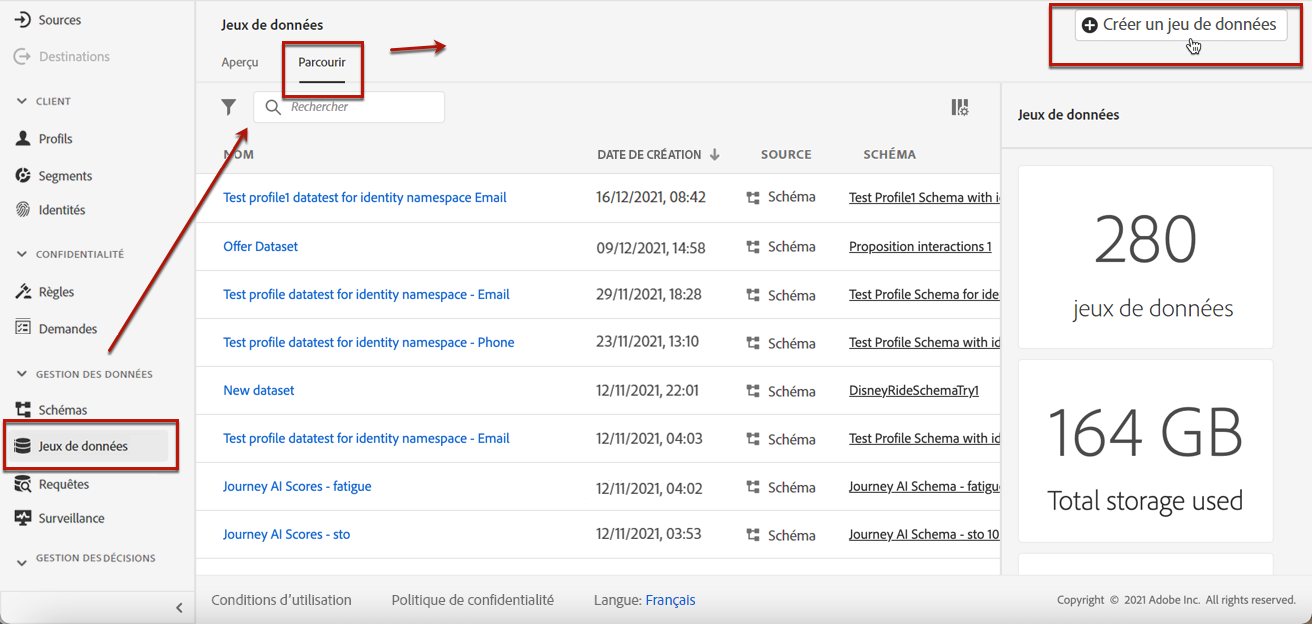 Sources
Destinations
CLIENT
Profils
Segments
Identités
CONFIDENTIALITÉ
Règles
Demandes
GESTION DES DONNÉES
Schémas
Jeux de données
Requêtes
Surveillance
GESTION DES DÉCISIONS
Jeux de données
Créer un jeu de données
Aperçu Parcourir
Rechercher
NOM DATE DE CRÉATION SOURCE SCHÉMA
Test profile1 datatest for identity namespace Email 16/12/2021, 08:42 Schéma Test Profile1 Schema with i
Offer Dataset 09/12/2021, 14:58 Schéma Proposition interactions 1
Test profile datatest for identity namespace - Email 29/11/2021, 18:28 Schéma Test Profile Schema for ide
Test profile datatest for identity namespace - Phone 23/11/2021, 13:10 Schéma Test Profile Schema with id
New dataset 12/11/2021, 22:01 Schéma DisneyRideSchemaTry1
Test profile datatest for identity namespace - Email 12/11/2021, 04:03 Schéma Test Profile Schema with id
Journey AI Scores - fatigue 12/11/2021, 04:02 Schéma Journey AI Schema - fatigu
Journey AI Scores - sto 12/11/2021, 03:53 Schéma Journey AI Schema - sto 10
Jeux de données
280
jeux de données
164 GB
Total storage used
Conditions d'utilisation Politique de confidentialité Langue: Français Copyright © 2021 Adobe Inc. All rights reserved.